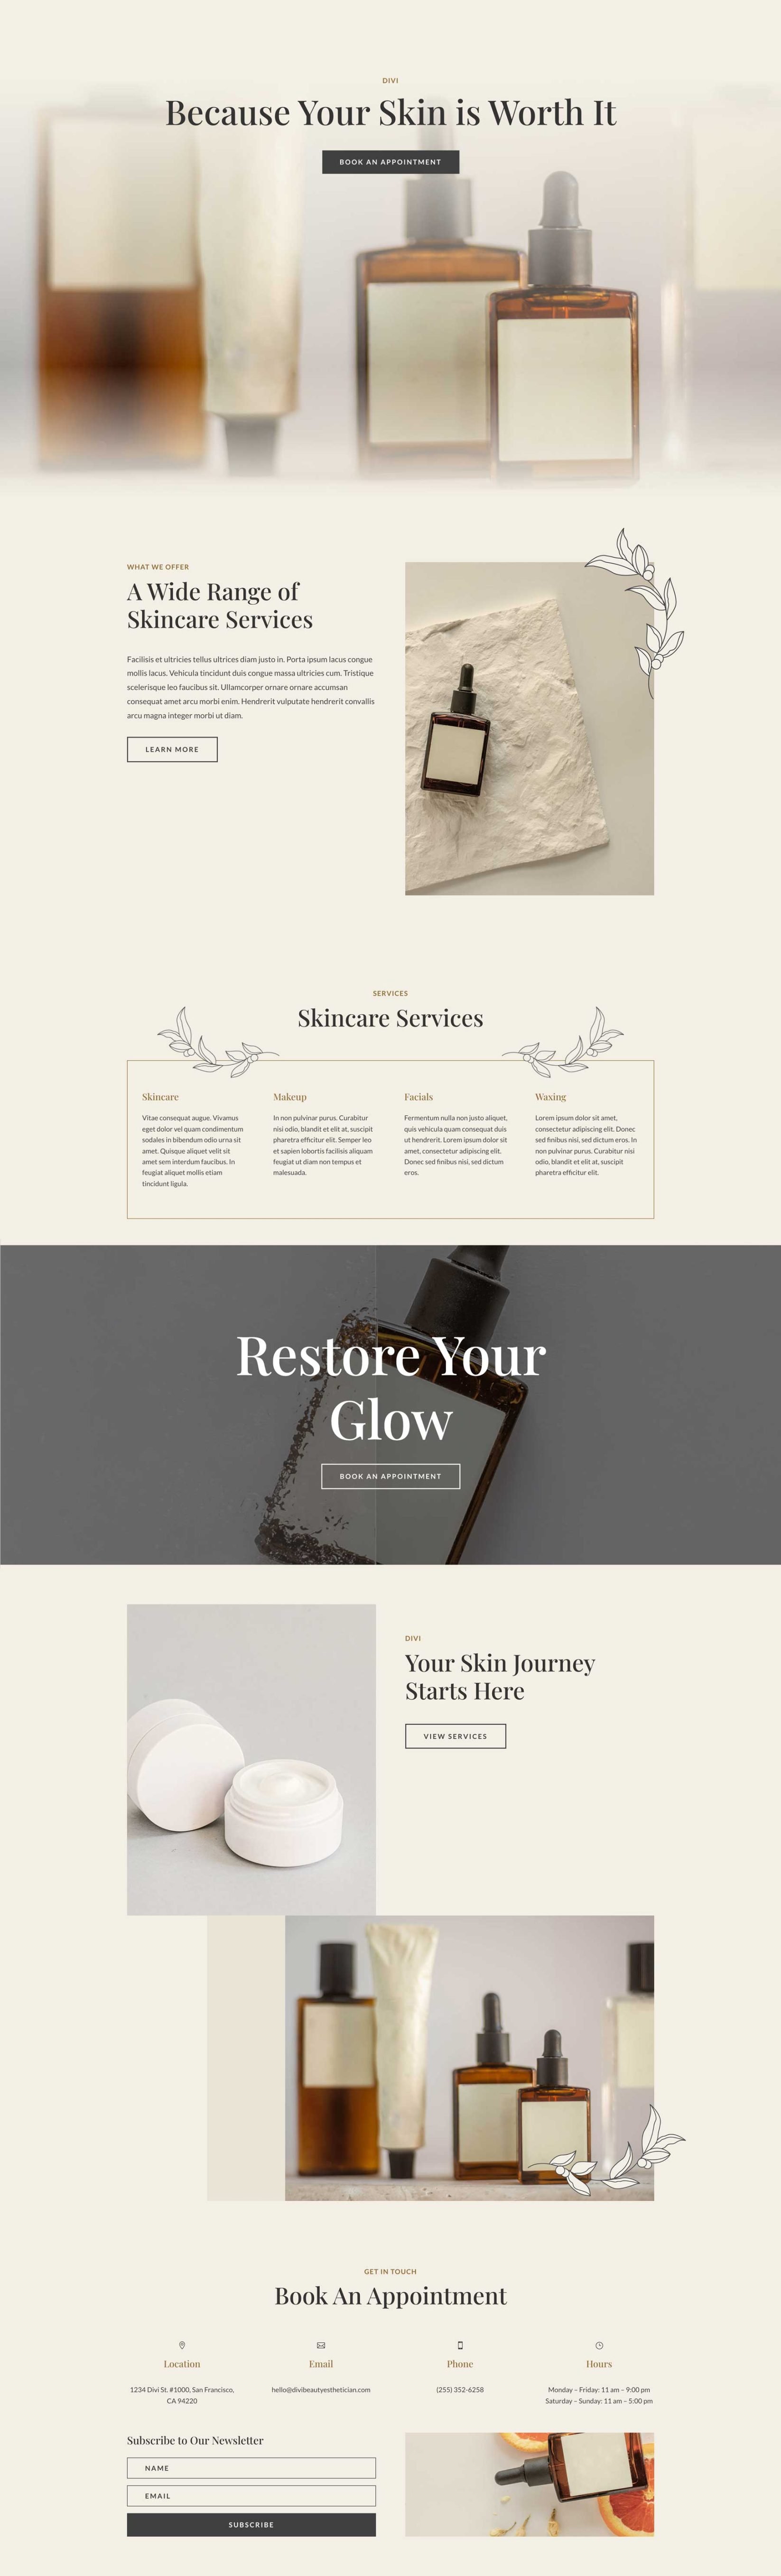 DIVI
Because Your Skin is Worth It
BOOK AN APPOINTMENT
WHAT WE OFFER
A Wide Range of
Skincare Services
Facilisis et ultricies tellus ultrices diam justo in. Porta ipsum lacus congue
mollis lacus. Vehicula tincidunt duis congue massa ultricies cum. Tristique
scelerisque leo faucibus sit. Ullamcorper ornare ornare accumsan
consequat amet arcu morbi enim. Hendrerit vulputate hendrerit convallis
arcu magna integer morbi ut diam.
LEARN MORE
SERVICES
Skincare Services
Skincare
Vitae consequat augue. Vivamus
eget dolor vel quam condimentum
sodales in bibendum odio urna sit
amet. Quisque aliquet velit sit
amet sem interdum faucibus. In
feugiat aliquet mollis etiam
tincidunt ligula.
Makeup
In non pulvinar purus. Curabitur
nisi odio, blandit et elit at, suscipit
pharetra efficitur elit. Semper leo
et sapien lobortis facilisis aliquam
feugiat ut diam non tempus et
malesuada.
Facials
Fermentum nulla non justo aliquet,
quis vehicula quam consequat duis
ut hendrerit. Lorem ipsum dolor sit
amet, consectetur adipiscing elit.
Donec sed finibus nisi, sed dictum
eros.
Waxing
Lorem ipsum dolor sit amet,
consectetur adipiscing elit. Donec
sed finibus nisi, sed dictum eros. In
non pulvinar purus. Curabitur nisi
odio, blandit et elit at, suscipit
pharetra efficitur elit.
Restore Your
Glow
BOOK AN APPOINTMENT
DIVI
Your Skin Journey
Starts Here
VIEW SERVICES
GET IN TOUCH
Book An Appointment
Location
1234 Divi St. #1000, San Francisco,
CA 94220
Email
hello@divibeautyesthetician.com
Phone
(255) 352-6258
Hours
Monday – Friday: 11 am – 9:00 pm
Saturday – Sunday: 11 am – 5:00 pm
Subscribe to Our Newsletter
NAME
EMAIL
SUBSCRIBE